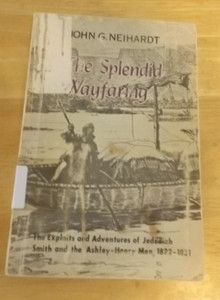 JOHN G. NEIHARDT
The Splendid
Wayfaring
The Exploits and Adventures of Jedediah
Smith and the Ashley-Henry Men, 1822-1831